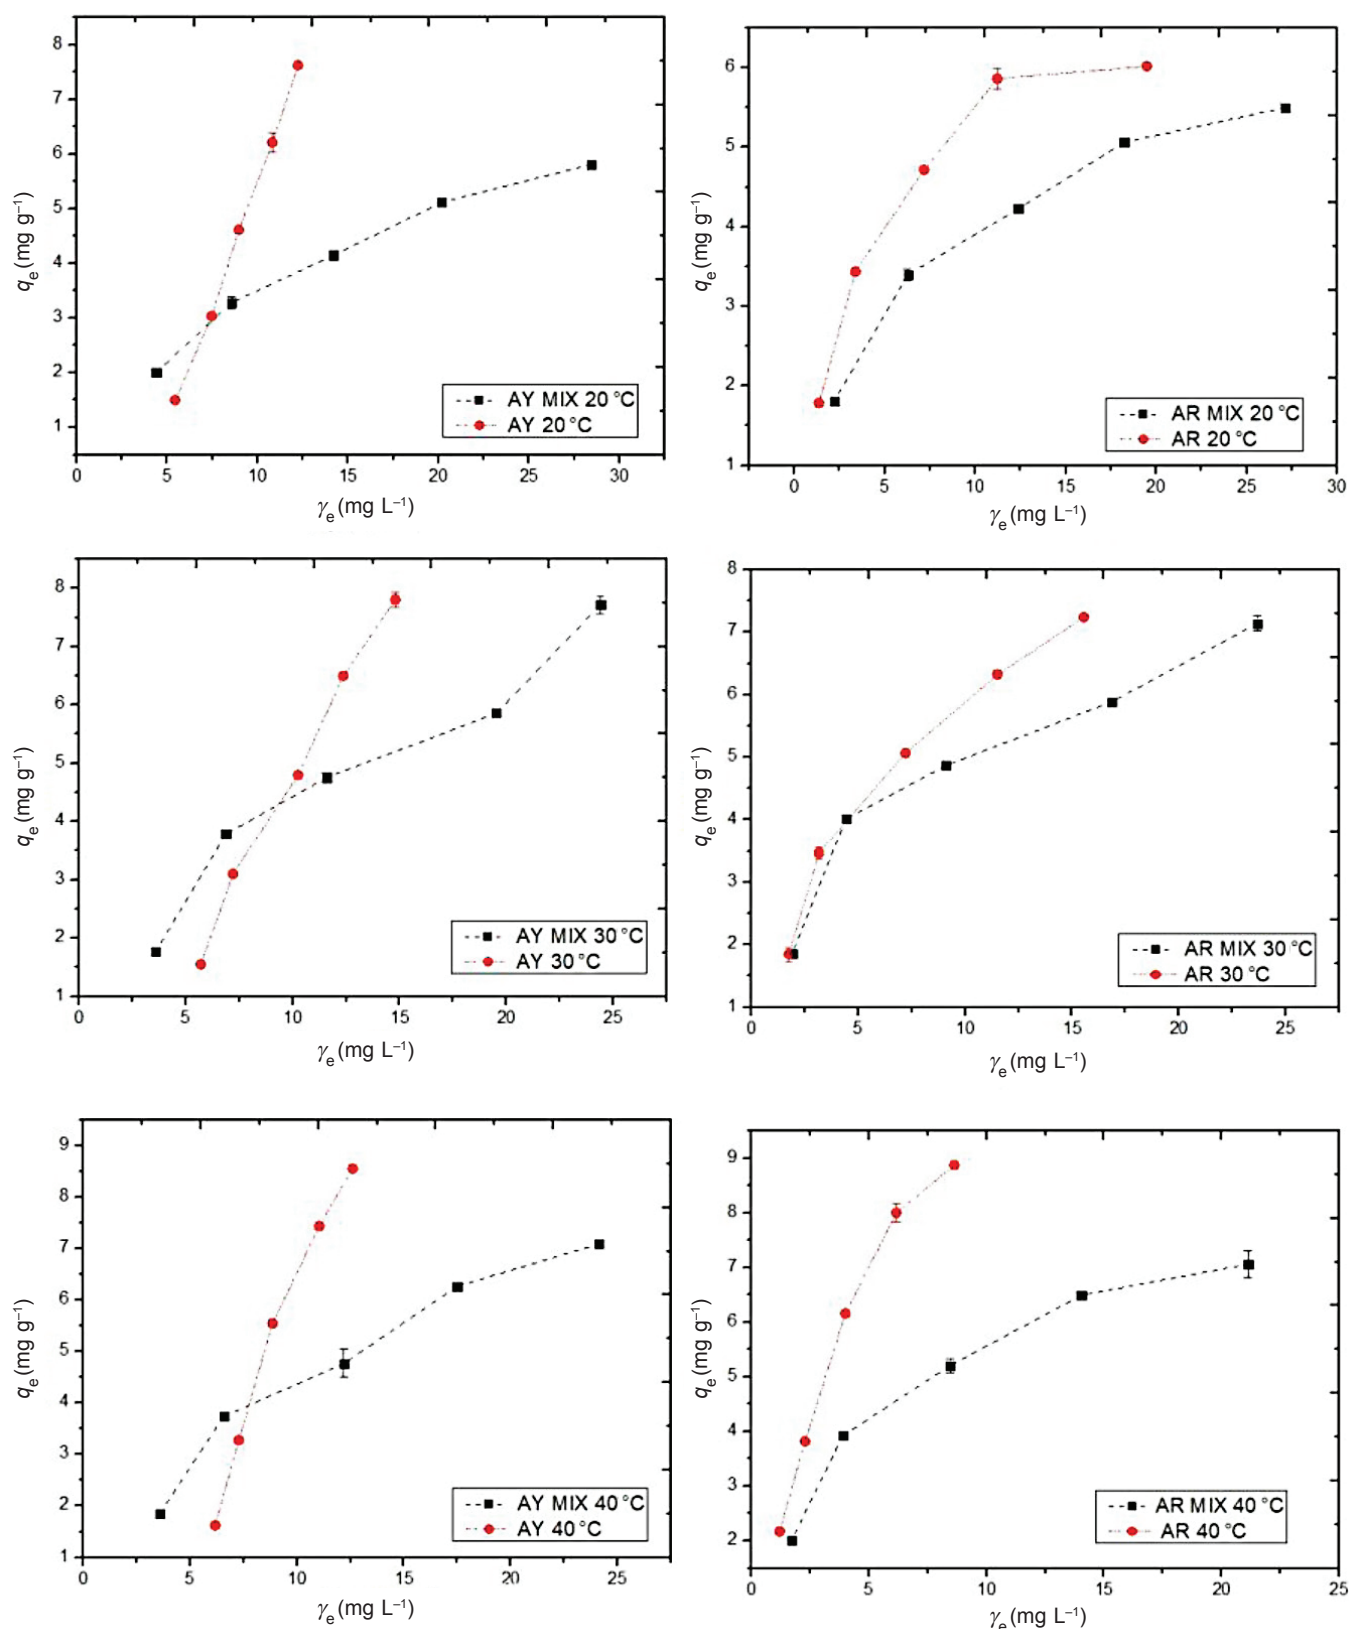 8
7
6
5
4
3
2
1
qe (mg g–1)
AY MIX 20 °C
AY 20 °C
0 5 10 15 20 25 30
γe (mg L–1)
6
5
4
3
2
1
qe (mg g–1)
AR MIX 20 °C
AR 20 °C
0 5 10 15 20 25 30
γe (mg L–1)
8
7
6
5
4
3
2
1
qe (mg g–1)
AY MIX 30 °C
AY 30 °C
0 5 10 15 20 25
γe (mg L–1)
8
7
6
5
4
3
2
1
qe (mg g–1)
AR MIX 30 °C
AR 30 °C
0 5 10 15 20 25
γe (mg L–1)
9
8
7
6
5
4
3
2
1
qe (mg g–1)
AY MIX 40 °C
AY 40 °C
0 5 10 15 20 25
γe (mg L–1)
9
8
7
6
5
4
3
2
qe (mg g–1)
AR MIX 40 °C
AR 40 °C
0 5 10 15 20 25
γe (mg L–1)